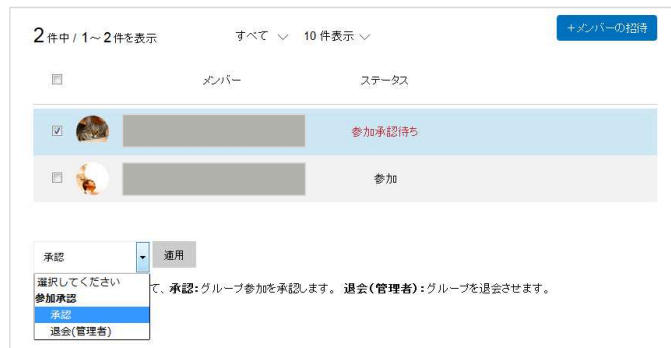 2件中 / 1～2件を表示 すべて 10 件表示 +メンバーの招待
メンバー ステータス
参加承認待ち
参加
承認 適用
選択してください
て、承認:グループ参加を承認します。 退会(管理者):グループを退会させます。
参加承認
承認
退会(管理者)